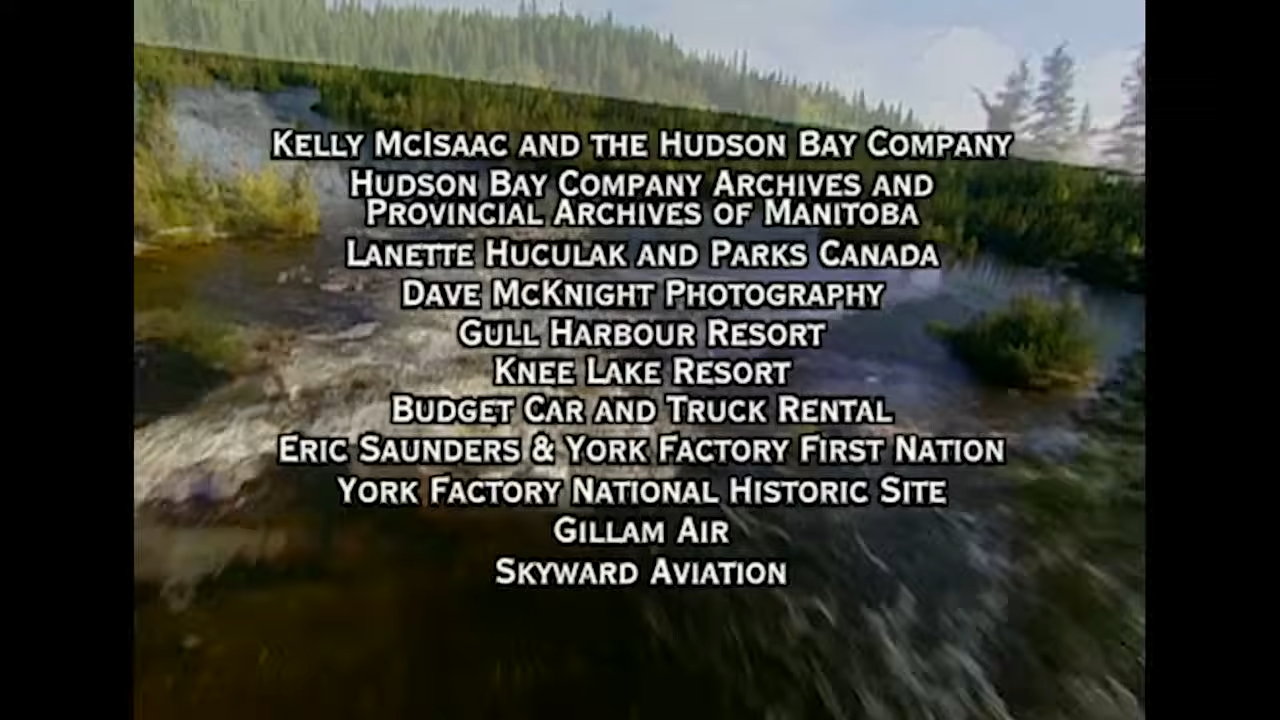 Kelly McIsaac and the Hudson Bay Company
Hudson Bay Company Archives and
Provincial Archives of Manitoba
Lanette Huculak and Parks Canada
Dave McKnight Photography
Gull Harbour Resort
Knee Lake Resort
Budget Car and Truck Rental
Eric Saunders & York Factory First Nation
York Factory National Historic Site
Gillam Air
Skyward Aviation